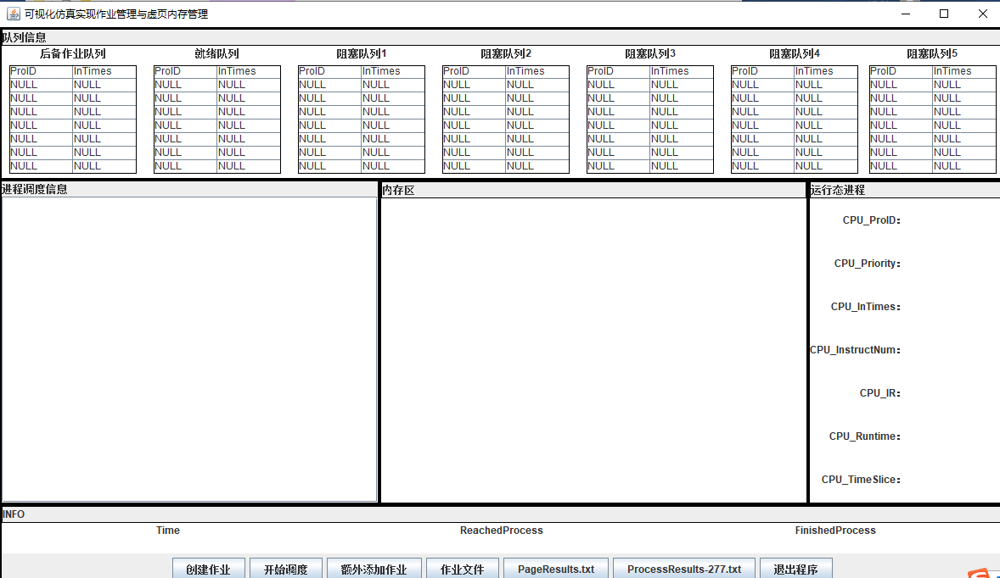 可视化仿真实现作业管理与虚页内存管理
队列信息
后备作业队列 就绪队列 阻塞队列1 阻塞队列2 阻塞队列3 阻塞队列4 阻塞队列5
ProID InTimes ProID InTimes ProID InTimes ProID InTimes ProID InTimes ProID InTimes ProID InTimes
NULL NULL NULL NULL NULL NULL NULL NULL NULL NULL NULL NULL NULL NULL
NULL NULL NULL NULL NULL NULL NULL NULL NULL NULL NULL NULL NULL NULL
NULL NULL NULL NULL NULL NULL NULL NULL NULL NULL NULL NULL NULL NULL
NULL NULL NULL NULL NULL NULL NULL NULL NULL NULL NULL NULL NULL NULL
NULL NULL NULL NULL NULL NULL NULL NULL NULL NULL NULL NULL NULL NULL
NULL NULL NULL NULL NULL NULL NULL NULL NULL NULL NULL NULL NULL NULL
NULL NULL NULL NULL NULL NULL NULL NULL NULL NULL NULL NULL NULL NULL
进程调度信息 内存区 运行态进程
CPU_ProID：
CPU_Priority：
CPU_InTimes：
CPU_InstructNum：
CPU_IR：
CPU_Runtime：
CPU_TimeSlice：
INFO
Time ReachedProcess FinishedProcess
创建作业 开始调度 额外添加作业 作业文件 PageResults.txt ProcessResults-277.txt 退出程序